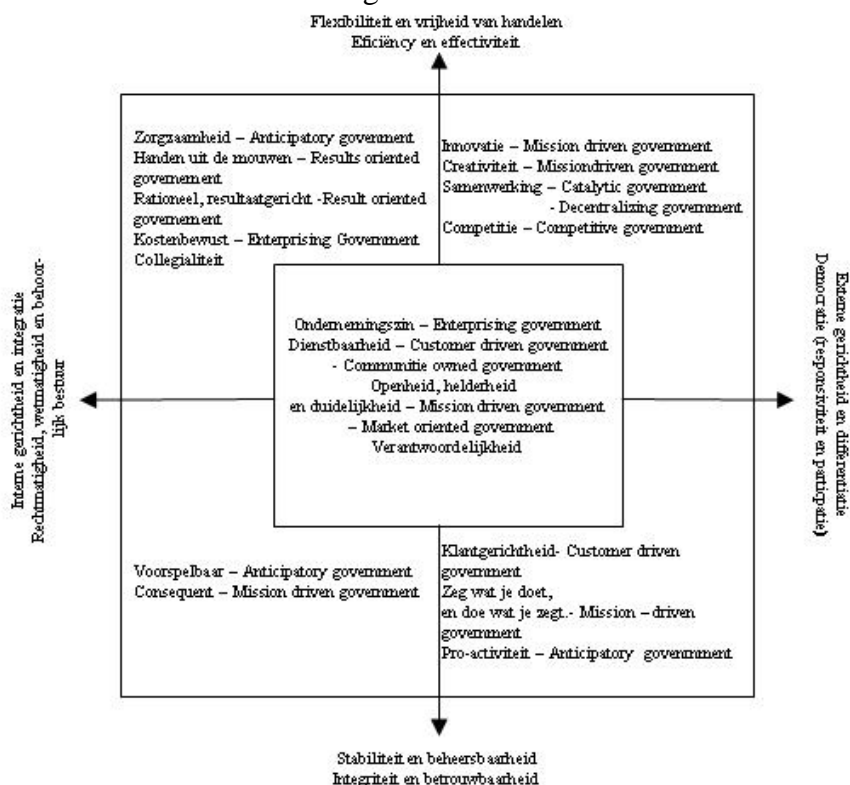 Flexibiliteit en vrijheid van handelen
Eficiëncy en effectiviteit
Zorgzaamheid – Anticipatory government
Handen uit de mouwen – Results oriented
governement
Rationeel, resultaatgericht -Result oriented
governement
Kostenbewust – Enterprising Government
Collegialiteit
Innovatie – Mission driven government
Creativiteit – Missiondriven government
Samenwerking – Catalytic government
- Decentralizing government
Competitie – Competitive government
Interne gerichtheid en integratie
Rechtmatigheid, wetmatigheid en behoor-
lijk bestuur
Ondernemingszin – Enterprising government
Dienstbaarheid – Customer driven government
- Communitie owned government
Openheid, helderheid
en duidelijkheid – Mission driven government
– Market oriented government
Verantwoordelijkheid
Externe gerichtheid en differentiatie
Democratie (responsiviteit en participatie)
Voorspelbaar – Anticipatory government
Consequent – Mission driven government
Klantgerichtheid- Customer driven
government
Zeg wat je doet,
en doe wat je zegt.- Mission – driven
government
Pro-activiteit – Anticipatory government
Stabiliteit en beheersbaarheid
Integriteit en betrouwbaarheid